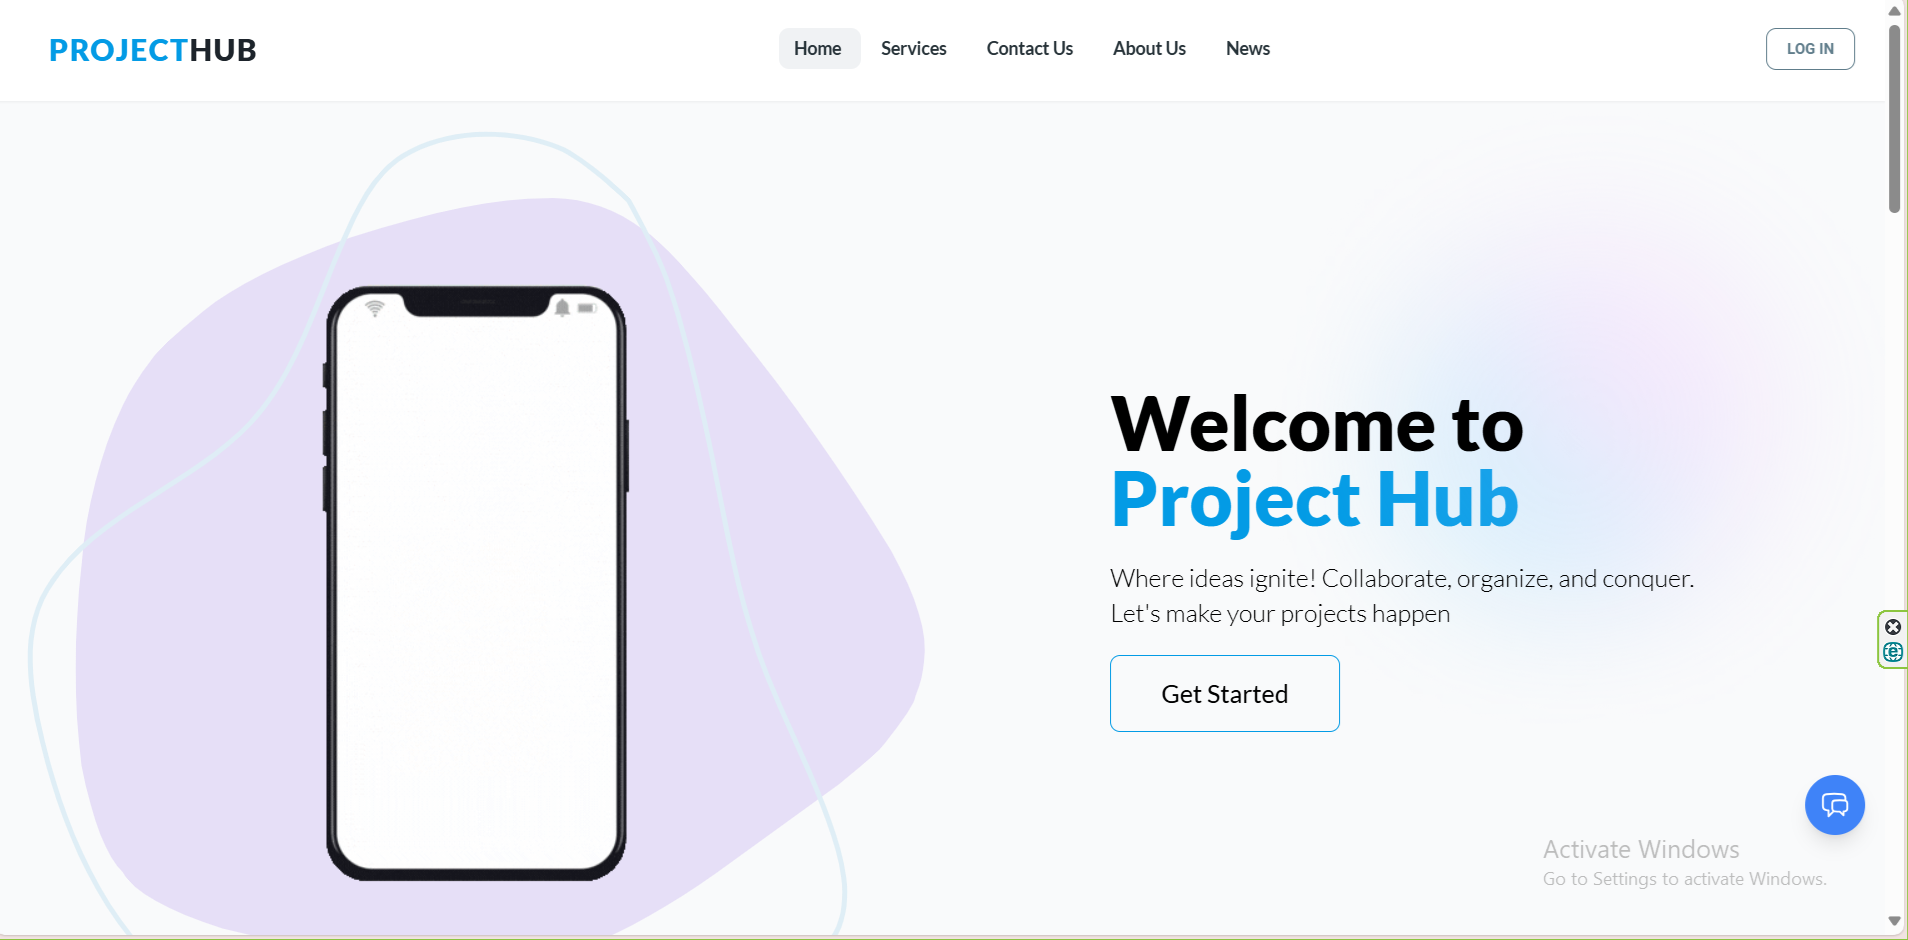 PROJECTHUB
Home Services Contact Us About Us News
LOG IN
Welcome to
Project Hub
Where ideas ignite! Collaborate, organize, and conquer.
Let's make your projects happen
Get Started
Activate Windows
Go to Settings to activate Windows.